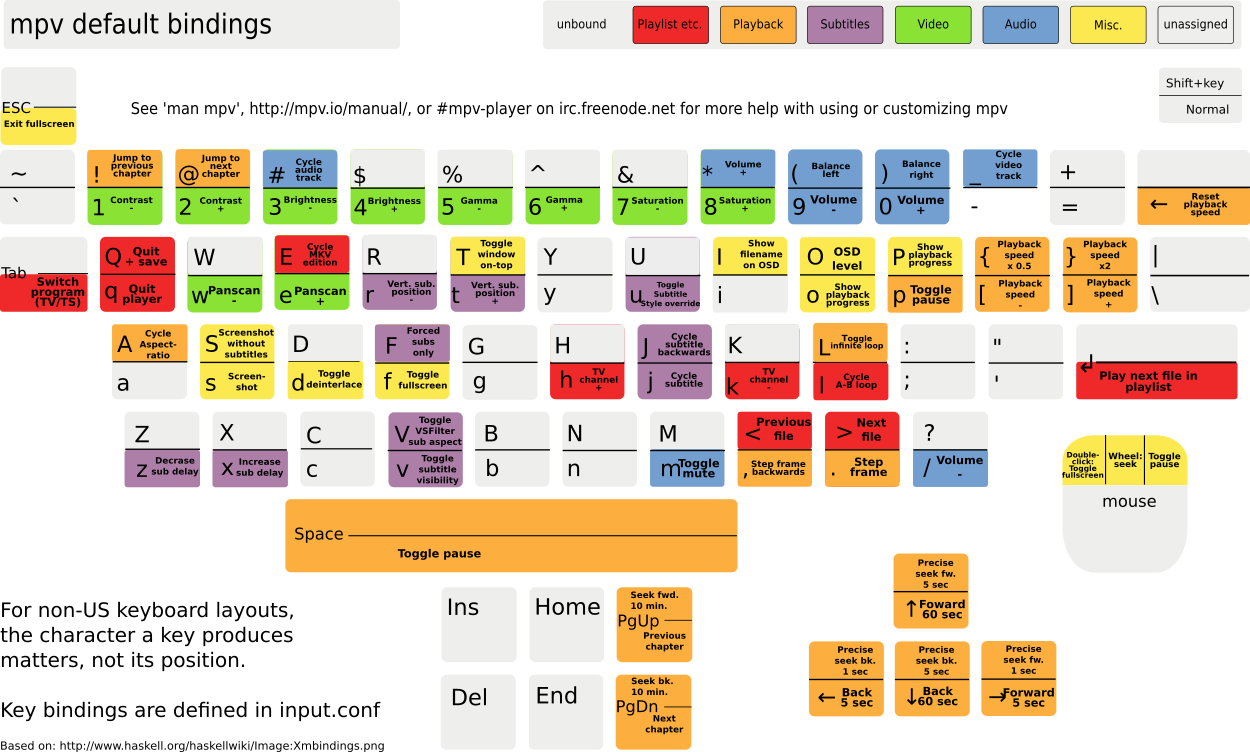 mpv default bindings
unbound
Playlist etc.
Playback
Subtitles
Video
Audio
Misc.
unassigned
ESC
Exit fullscreen
See 'man mpv', http://mpv.io/manual/, or #mpv-player on irc.freenode.net for more help with using or customizing mpv
Shift+key
Normal
~
`
! Jump to
previous
chapter
1 Contrast
-
@ Jump to
next
chapter
2 Contrast
+
# Cycle
audio
track
3 Brightness
-
$
4 Brightness
+
%
5 Gamma
-
^
6 Gamma
+
&
7 Saturation
-
* Volume
+
8 Saturation
+
( Balance
left
9 Volume
-
) Balance
right
0 Volume
+
_ Cycle
video
track
-
+
=
← Reset
playback
speed
Tab
Switch
program
(TV/TS)
Q Quit
+ save
q Quit
player
W
w Panscan
-
E Cycle
MKV
edition
e Panscan
+
R
r Vert. sub.
position
-
T Toggle
window
on-top
t Vert. sub.
position
+
Y
y
U
u Toggle
Subtitle
Style override
I Show
filename
on OSD
i
O OSD
level
o Show
playback
progress
P Show
playback
progress
p Toggle
pause
{ Playback
speed
x 0.5
[ Playback
speed
-
} Playback
speed
x2
] Playback
speed
+
|
\
A Cycle
Aspect-
ratio
a
S Screenshot
without
subtitles
s Screen-
shot
D
d Toggle
deinterlace
F Forced
subs
only
f Toggle
fullscreen
G
g
H
h TV
channel
+
J Cycle
subtitle
backwards
j Cycle
subtitle
K
k TV
channel
-
L Toggle
infinite loop
l Cycle
A-B loop
:
;
"
'
↲
Play next file in
playlist
Z
z Decrase
sub delay
X
x Increase
sub delay
C
c
V Toggle
VSFilter
sub aspect
v Toggle
subtitle
visibility
B
b
N
n
M
m Toggle
mute
< Previous
file
, Step frame
backwards
> Next
file
. Step
frame
?
/ Volume
-
Double-
click:
Toggle
fullscreen
Wheel:
seek
Toggle
pause
mouse
Space
Toggle pause
For non-US keyboard layouts,
the character a key produces
matters, not its position.
Key bindings are defined in input.conf
Based on: http://www.haskell.org/haskellwiki/Image:Xmbindings.png
Ins
Home
Seek fwd.
10 min.
PgUp
Previous
chapter
Del
End
Seek bk.
10 min.
PgDn
Next
chapter
Precise
seek fw.
5 sec
↑ Foward
60 sec
Precise
seek bk.
1 sec
← Back
5 sec
Precise
seek bk.
5 sec
↓ Back
60 sec
Precise
seek fw.
1 sec
→ Forward
5 sec